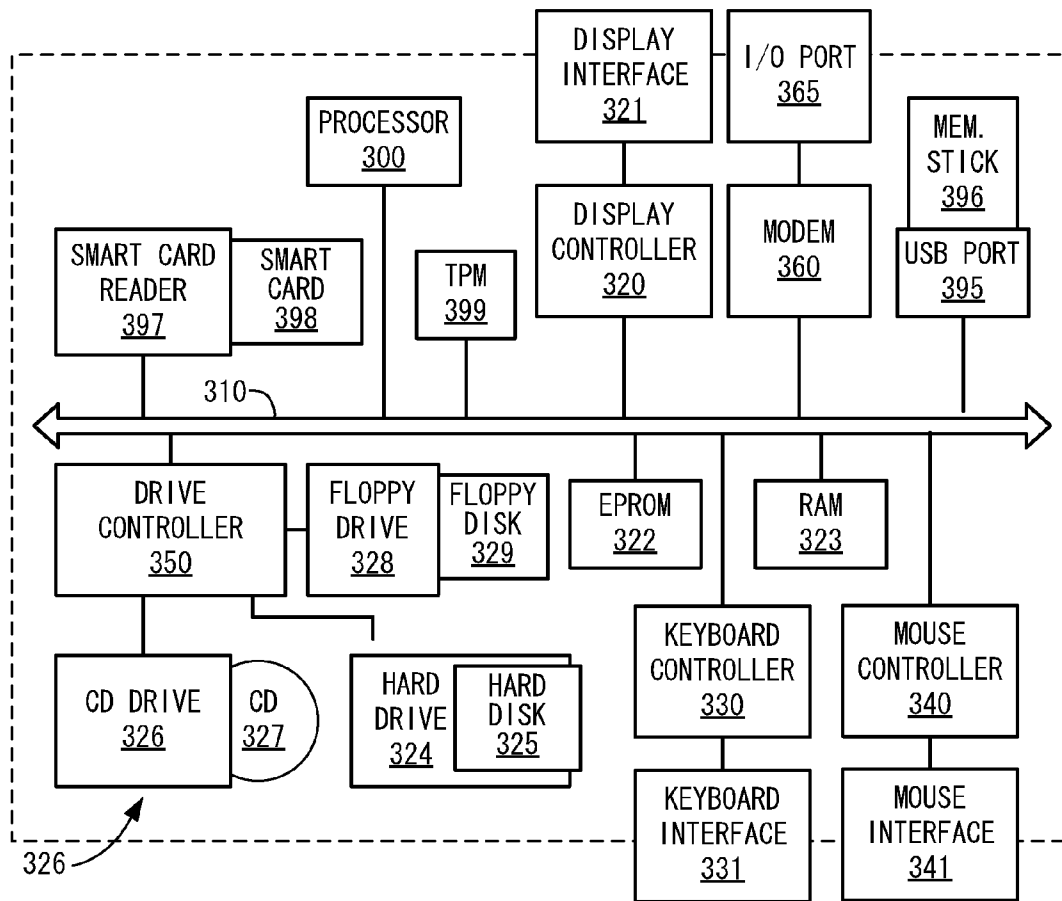 DISPLAY
INTERFACE
321
I/O PORT
365
PROCESSOR
300
MEM.
STICK
396
SMART CARD
READER
397
SMART
CARD
398
TPM
399
DISPLAY
CONTROLLER
320
MODEM
360
USB PORT
395
310
DRIVE
CONTROLLER
350
FLOPPY
DRIVE
328
FLOPPY
DISK
329
EPROM
322
RAM
323
CD DRIVE
326
CD
327
HARD
DRIVE
324
HARD
DISK
325
KEYBOARD
CONTROLLER
330
MOUSE
CONTROLLER
340
326
KEYBOARD
INTERFACE
331
MOUSE
INTERFACE
341